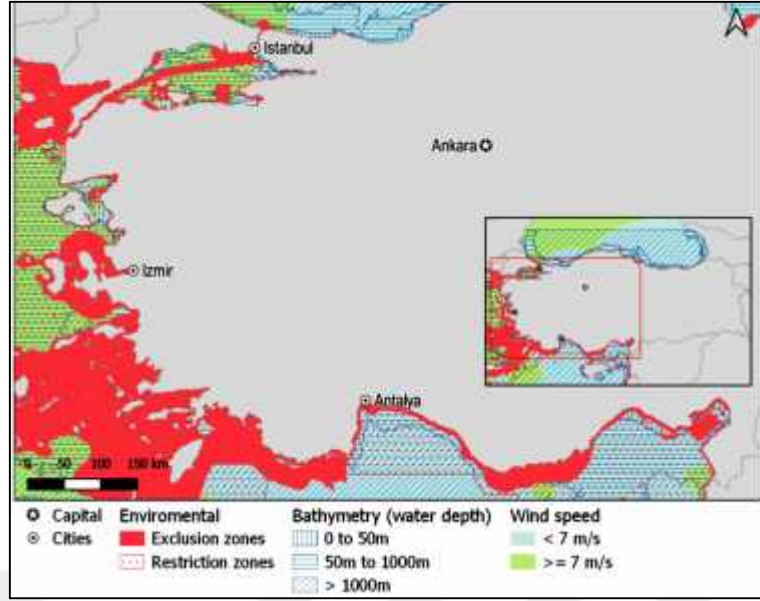 Istanbul
Ankara
Izmir
Antalya
0 50 100 150 km
Capital
Cities
Enviromental
Exclusion zones
Restriction zones
Bathymetry (water depth)
0 to 50m
50m to 1000m
> 1000m
Wind speed
< 7 m/s
>= 7 m/s